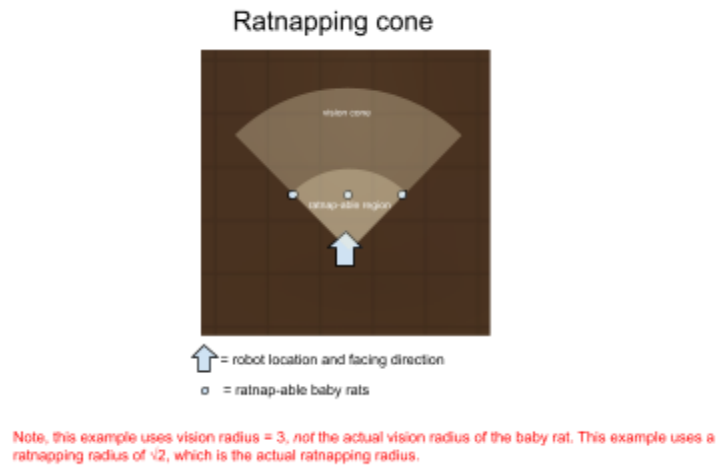 Ratnapping cone
vision cone
ratnap-able region
= robot location and facing direction
= ratnap-able baby rats
Note, this example uses vision radius = 3, not the actual vision radius of the baby rat. This example uses a
ratnapping radius of √2, which is the actual ratnapping radius.